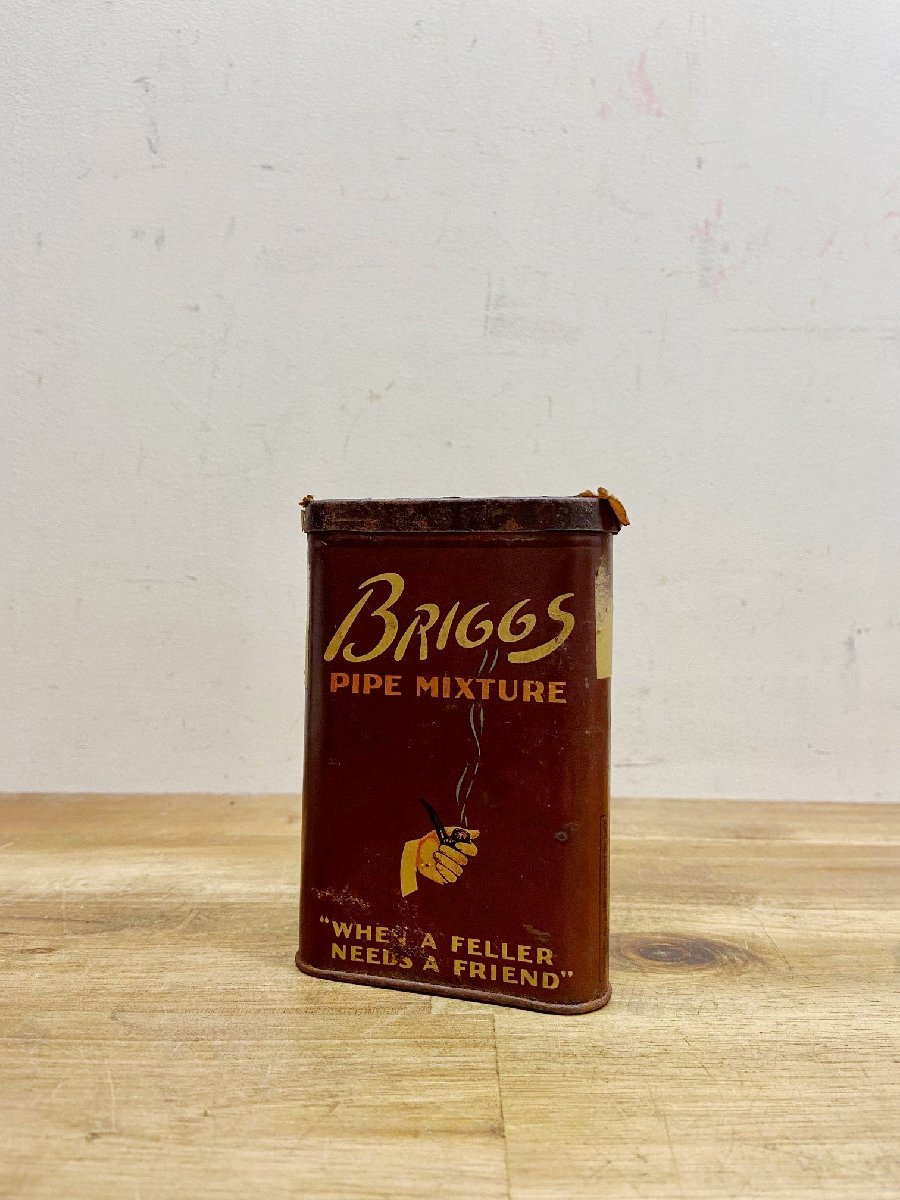 BRIGGS
PIPE MIXTURE
"WHEN A FELLER
NEEDS A FRIEND"